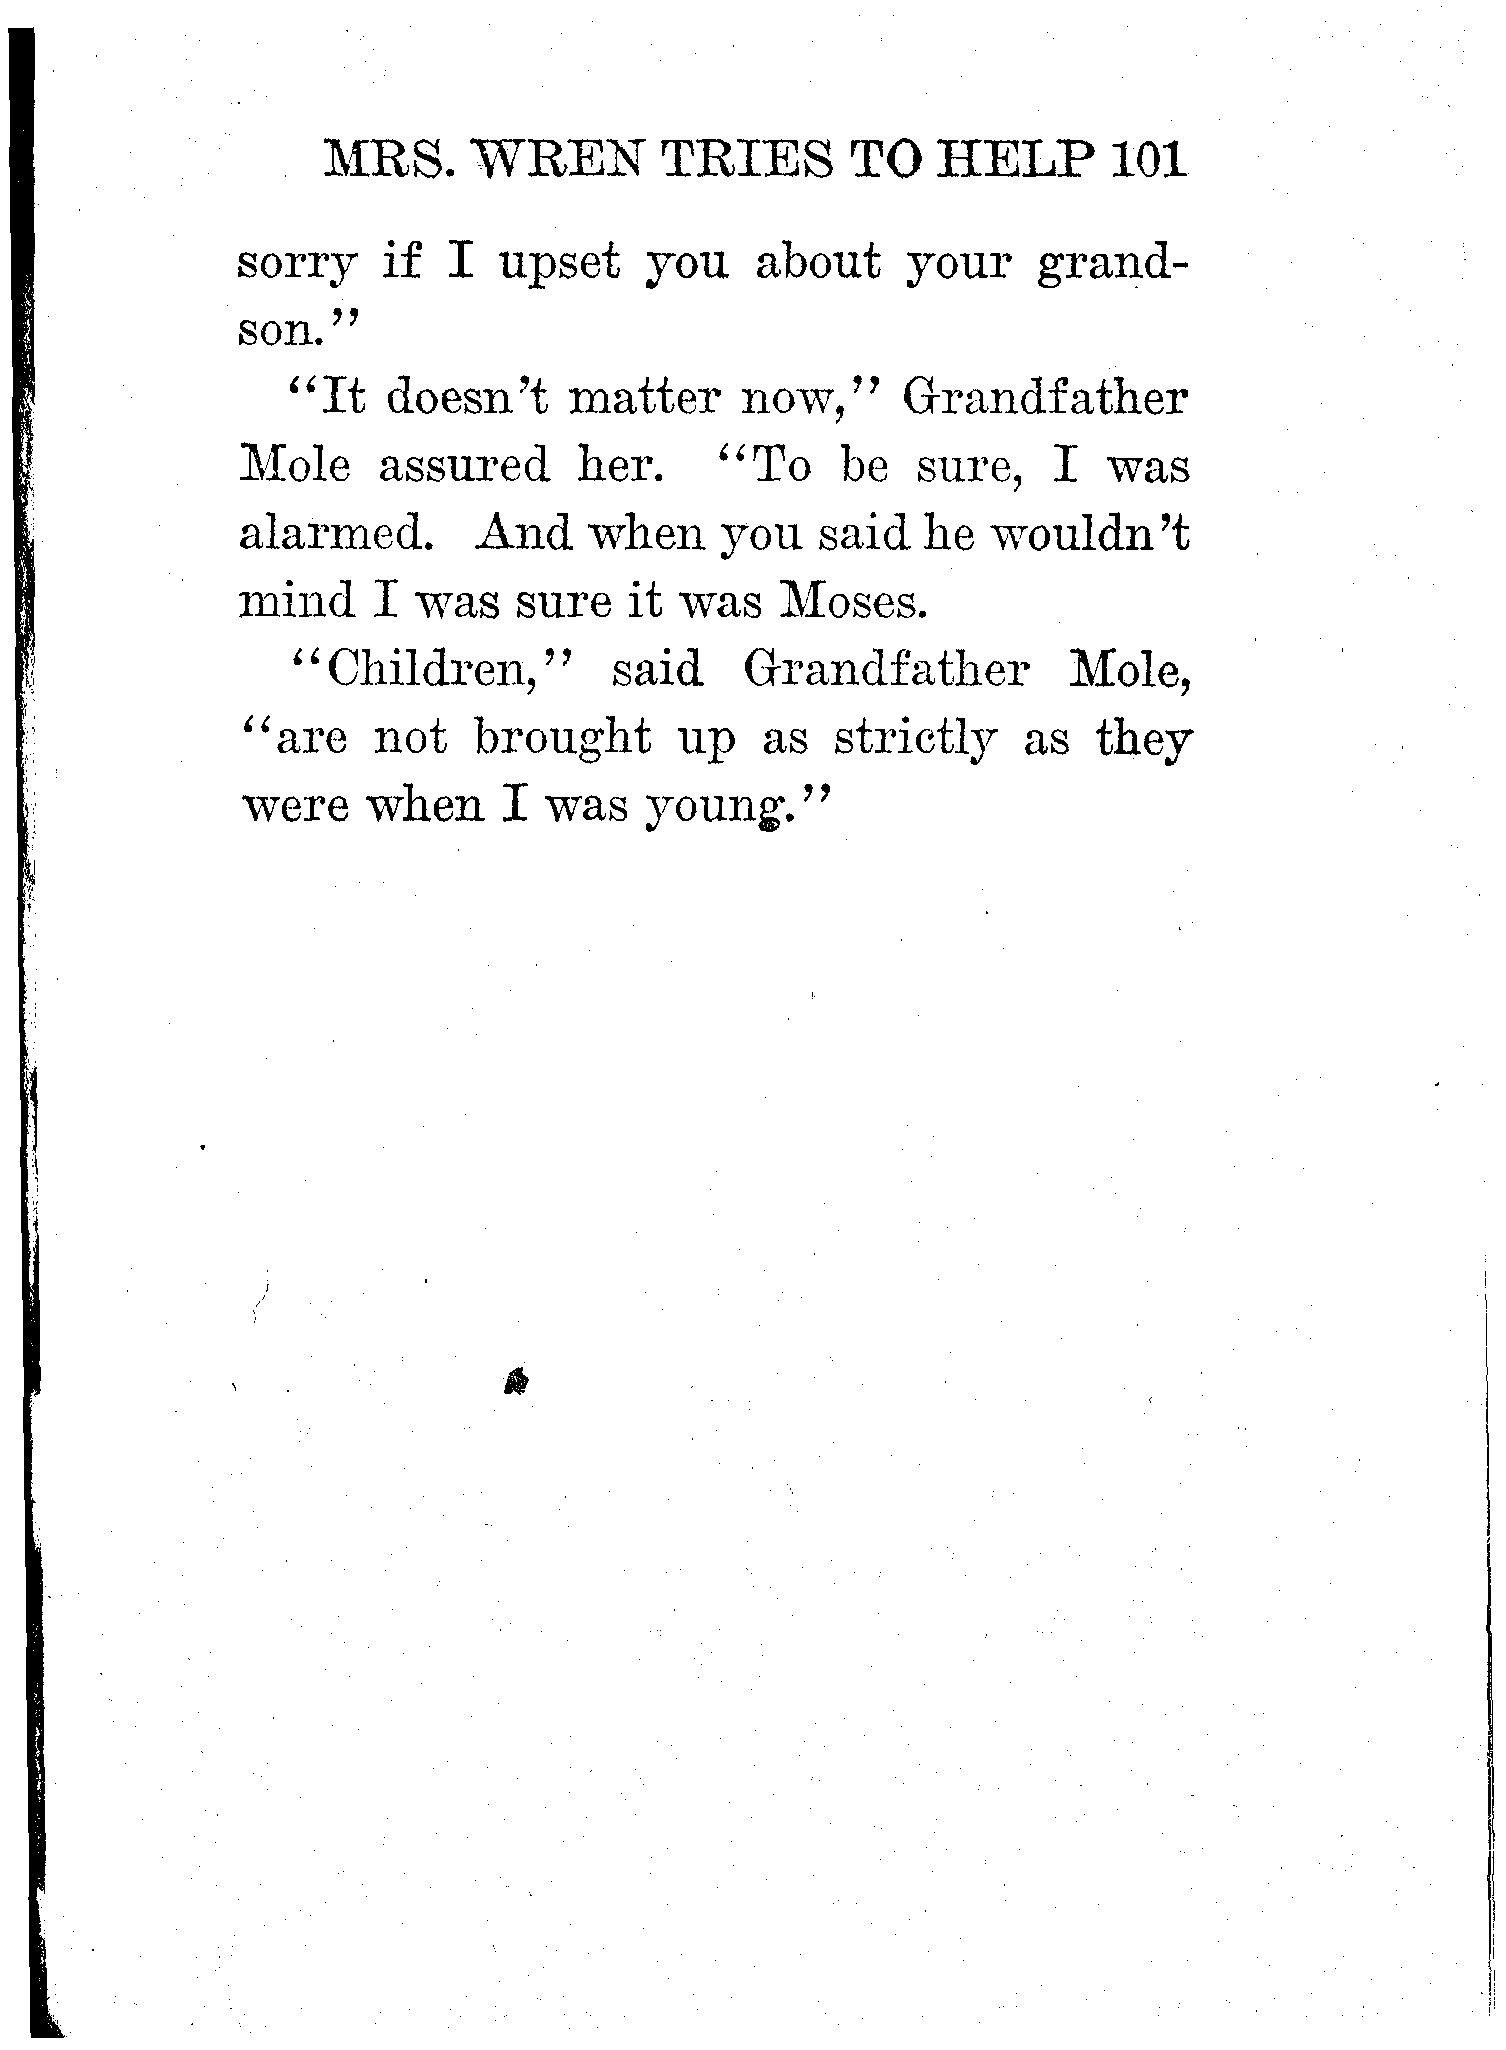 MRS. WREN TRIES TO HELP 101
sorry if I upset you about your grand-
son."
"It doesn't matter now," Grandfather
Mole assured her. "To be sure, I was
alarmed. And when you said he wouldn't
mind I was sure it was Moses.
"Children," said Grandfather Mole,
"are not brought up as strictly as they
were when I was young."